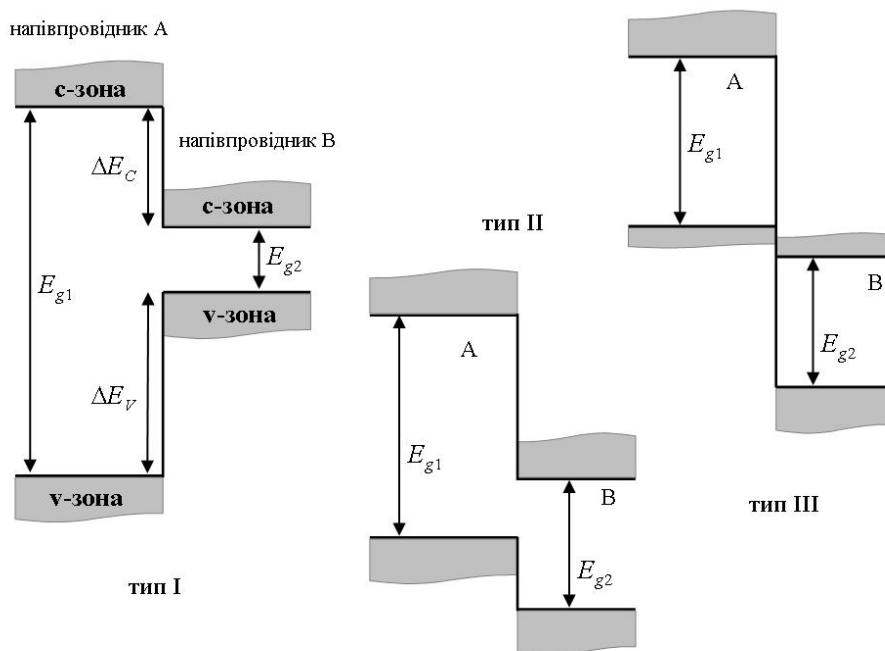 напівпровідник A
c-зона
напівпровідник B
ΔE_C
c-зона
E_g1
E_g2
v-зона
ΔE_V
v-зона
тип I
тип II
A
E_g1
B
E_g2
A
E_g1
B
E_g2
тип III